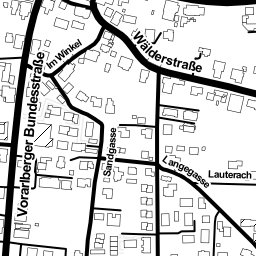 Wälderstraße
Im Winkel
Vorarlberger Bundesstraße
Sandgasse
Langegasse
Lauterach